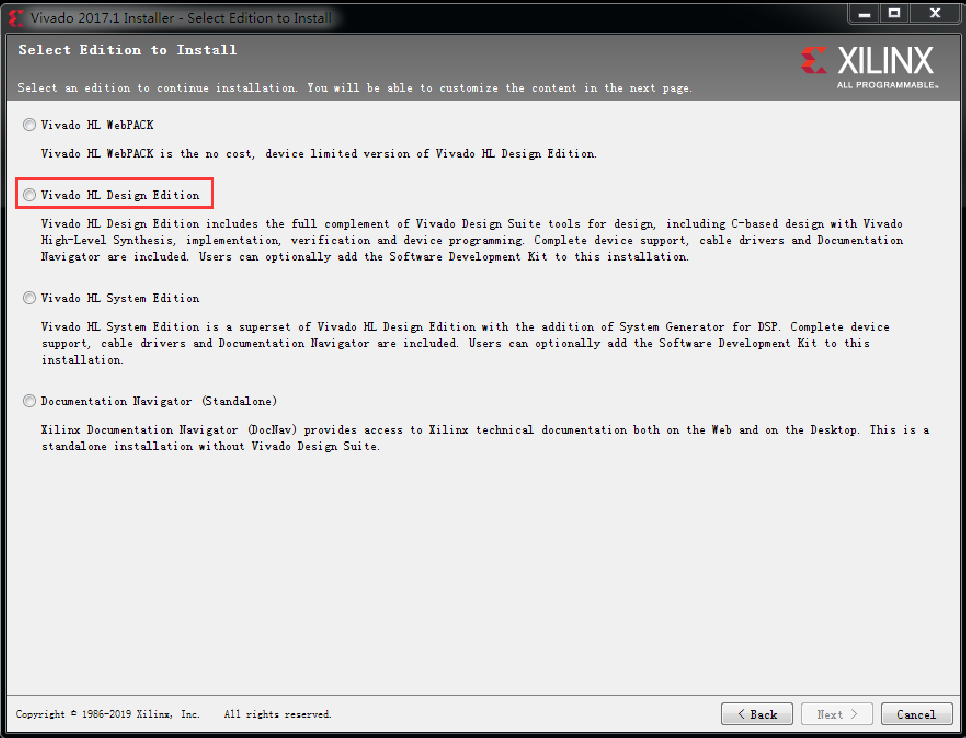 Vivado 2017.1 Installer - Select Edition to Install
Select Edition to Install
XILINX
ALL PROGRAMMABLE.
Select an edition to continue installation. You will be able to customize the content in the next page.
Vivado HL WebPACK
Vivado HL WebPACK is the no cost, device limited version of Vivado HL Design Edition.
Vivado HL Design Edition
Vivado HL Design Edition includes the full complement of Vivado Design Suite tools for design, including C-based design with Vivado
High-Level Synthesis, implementation, verification and device programming. Complete device support, cable drivers and Documentation
Navigator are included. Users can optionally add the Software Development Kit to this installation.
Vivado HL System Edition
Vivado HL System Edition is a superset of Vivado HL Design Edition with the addition of System Generator for DSP. Complete device
support, cable drivers and Documentation Navigator are included. Users can optionally add the Software Development Kit to this
installation.
Documentation Navigator (Standalone)
Xilinx Documentation Navigator (DocNav) provides access to Xilinx technical documentation both on the Web and on the Desktop. This is a
standalone installation without Vivado Design Suite.
Copyright © 1986-2019 Xilinx, Inc. All rights reserved.
< Back
Next >
Cancel